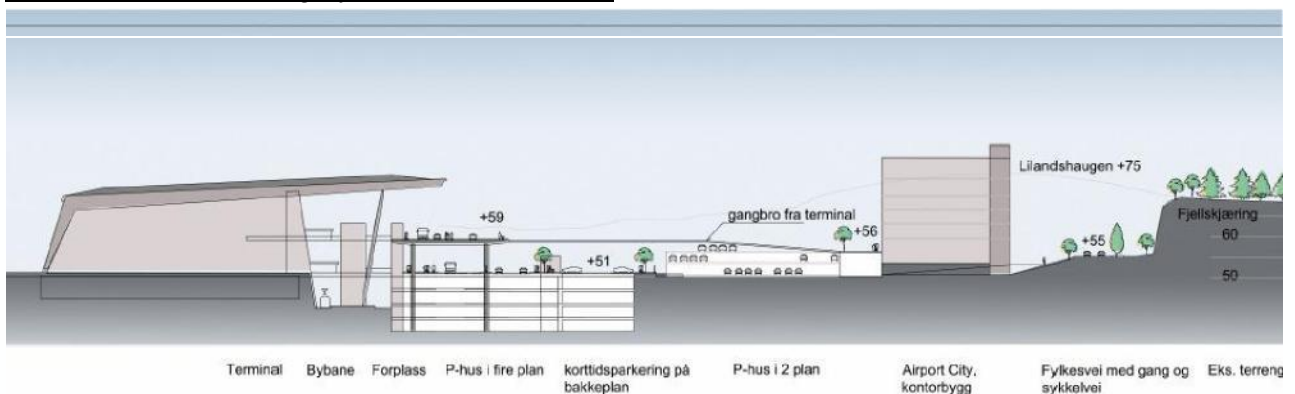 Lilandshaugen +75
+59
gangbro fra terminal
Fjellskjæring
+56
60
+55
+51
50
Terminal
Bybane
Forplass
P-hus i fire plan
korttidsparkering på
bakkeplan
P-hus i 2 plan
Airport City,
kontorbygg
Fylkesvei med gang og
sykkelvei
Eks. terreng